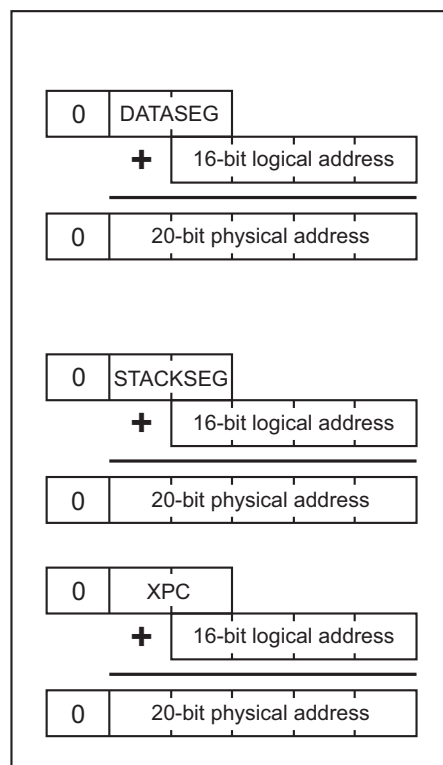 0 DATASEG
+ 16-bit logical address
0 20-bit physical address
0 STACKSEG
+ 16-bit logical address
0 20-bit physical address
0 XPC
+ 16-bit logical address
0 20-bit physical address